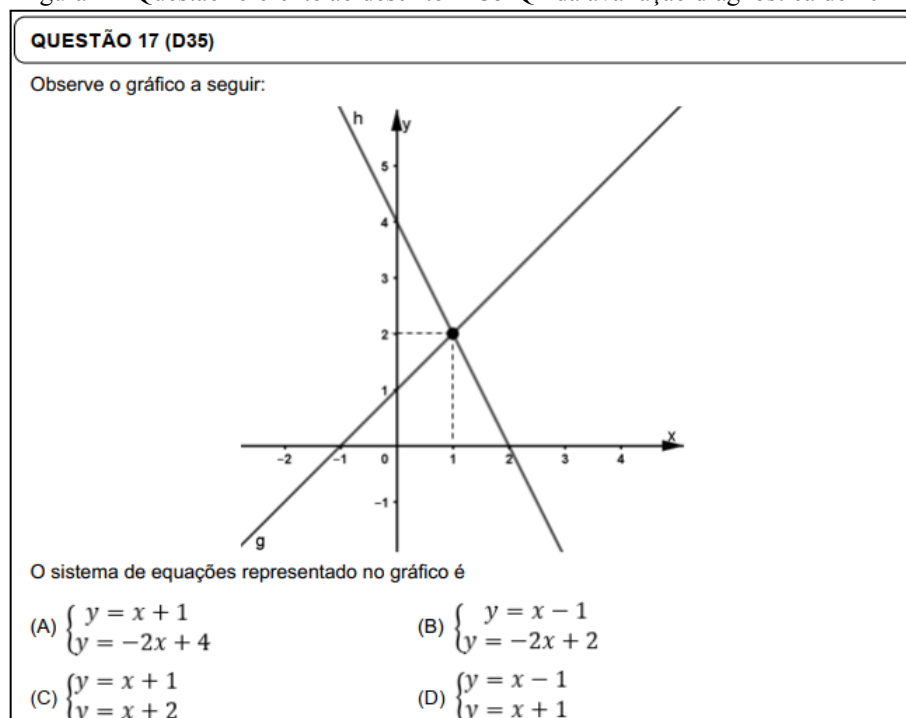 QUESTÃO 17 (D35)
Observe o gráfico a seguir:
h
y
5
4
3
2
1
x
-2 -1 0 1 2 3 4
-1
g
O sistema de equações representado no gráfico é
(A) { y = x + 1 (B) { y = x − 1
y = −2x + 4 y = −2x + 2
(C) { y = x + 1 (D) { y = x − 1
y = x + 2 y = x + 1